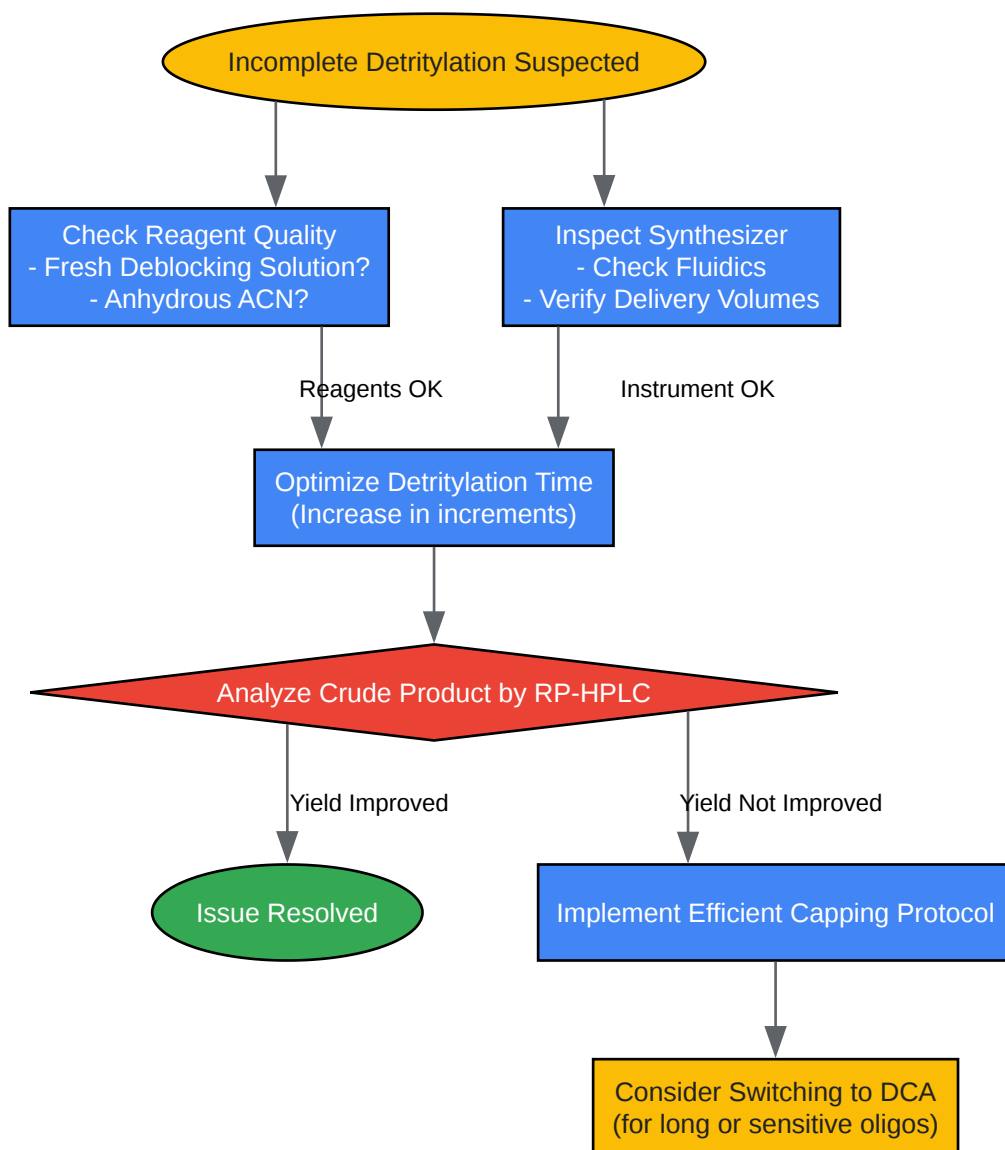 Incomplete Detritylation Suspected
Check Reagent Quality
- Fresh Deblocking Solution?
- Anhydrous ACN?
Inspect Synthesizer
- Check Fluidics
- Verify Delivery Volumes
Reagents OK
Instrument OK
Optimize Detritylation Time
(Increase in increments)
Analyze Crude Product by RP-HPLC
Yield Improved
Yield Not Improved
Issue Resolved
Implement Efficient Capping Protocol
Consider Switching to DCA
(for long or sensitive oligos)